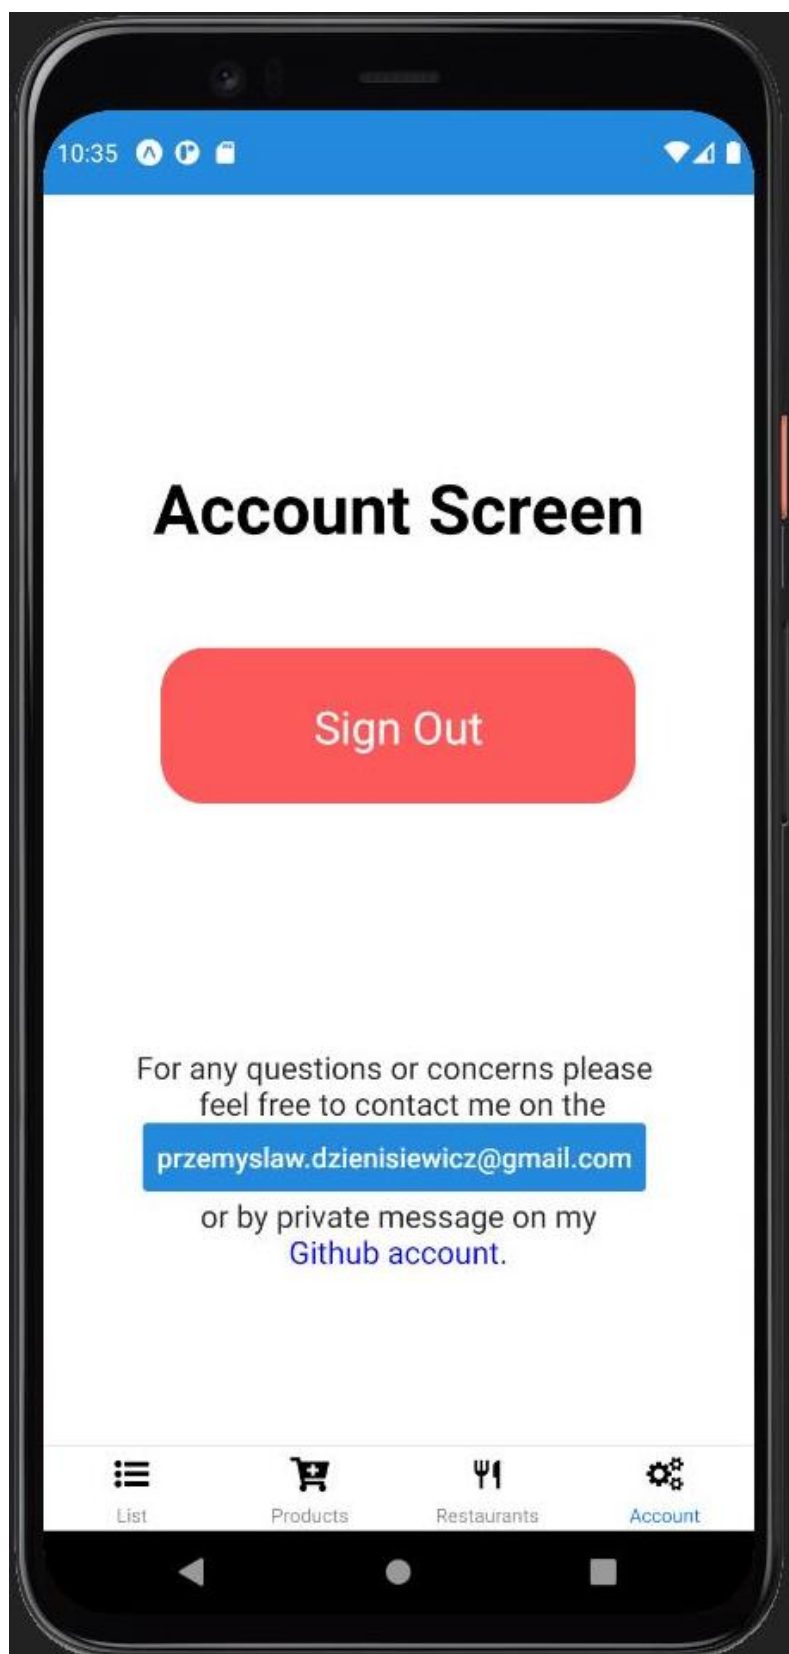 10:35
Account Screen
Sign Out
For any questions or concerns please
feel free to contact me on the
przemyslaw.dzienisiewicz@gmail.com
or by private message on my
Github account.
List Products Restaurants Account